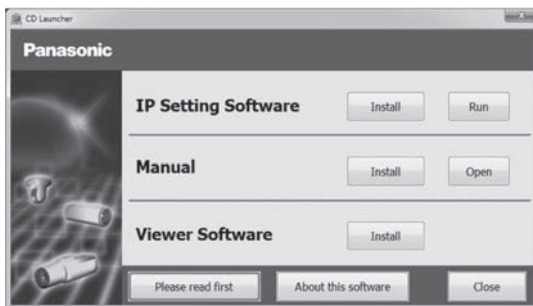 CD Launcher
Panasonic
IP Setting Software Install Run
Manual Install Open
Viewer Software Install
Please read first About this software Close